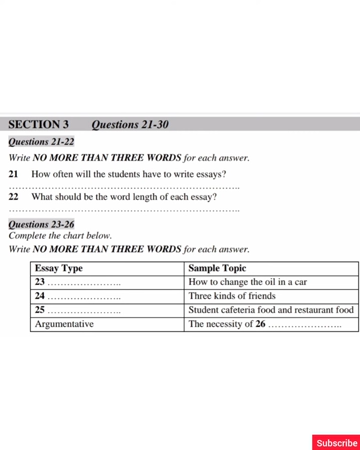 SECTION 3 Questions 21-30
Questions 21-22
Write NO MORE THAN THREE WORDS for each answer.
21 How often will the students have to write essays?
……………………………………………………………..
22 What should be the word length of each essay?
……………………………………………………………..
Questions 23-26
Complete the chart below.
Write NO MORE THAN THREE WORDS for each answer.
Essay Type Sample Topic
23 ………………….. How to change the oil in a car
24 ………………….. Three kinds of friends
25 ………………….. Student cafeteria food and restaurant food
Argumentative The necessity of 26 …………………..
Subscribe